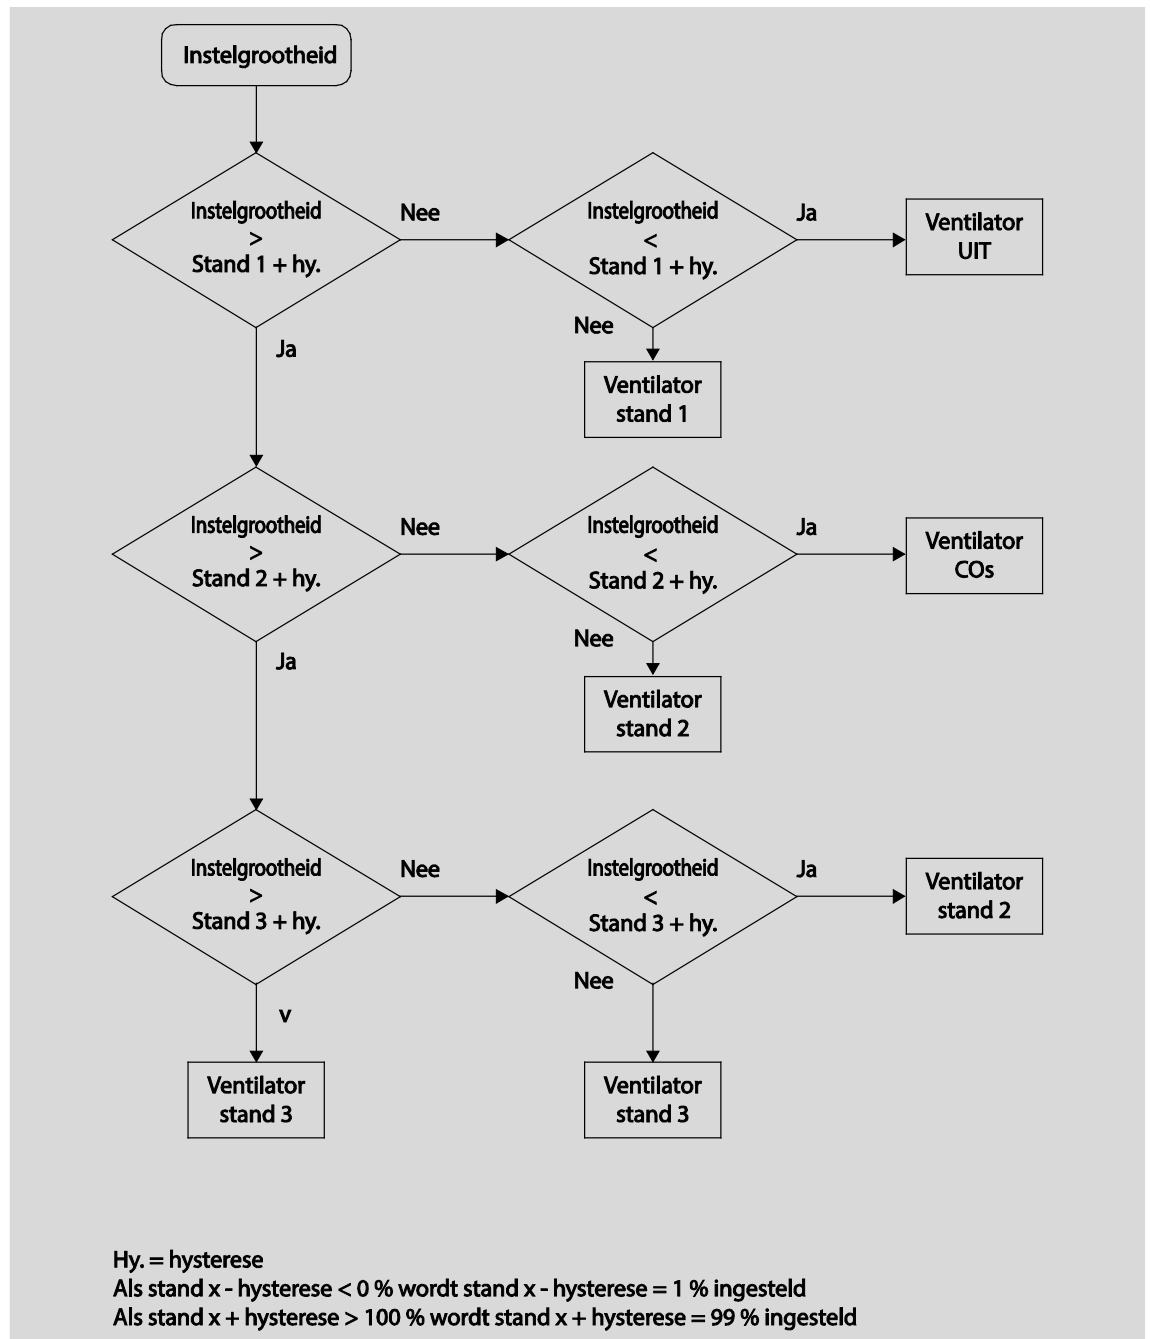 Instelgrootheid
Instelgrootheid
>
Stand 1 + hy.
Nee
Instelgrootheid
<
Stand 1 + hy.
Ja
Ventilator
UIT
Nee
Ja
Ventilator
stand 1
Instelgrootheid
>
Stand 2 + hy.
Nee
Instelgrootheid
<
Stand 2 + hy.
Ja
Ventilator
COs
Nee
Ja
Ventilator
stand 2
Instelgrootheid
>
Stand 3 + hy.
Nee
Instelgrootheid
<
Stand 3 + hy.
Ja
Ventilator
stand 2
Nee
v
Ventilator
stand 3
Ventilator
stand 3
Hy. = hysterese
Als stand x - hysterese < 0 % wordt stand x - hysterese = 1 % ingesteld
Als stand x + hysterese > 100 % wordt stand x + hysterese = 99 % ingesteld